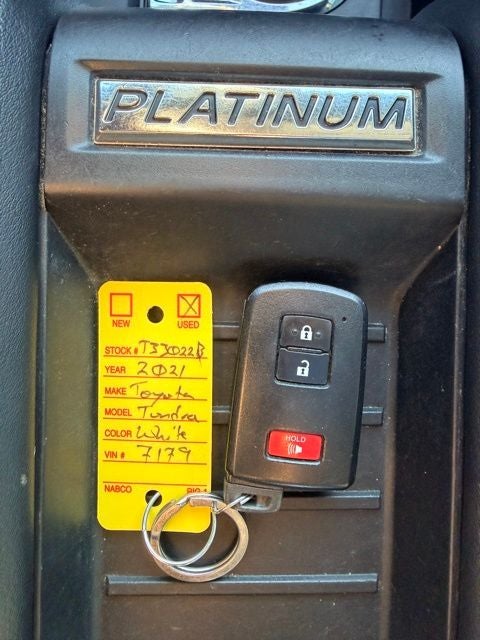 PLATINUM
NEW USED
STOCK # T33022B
YEAR 2021
MAKE Toyota
MODEL Tundra
COLOR White
VIN # 7179
NABCO
HOLD